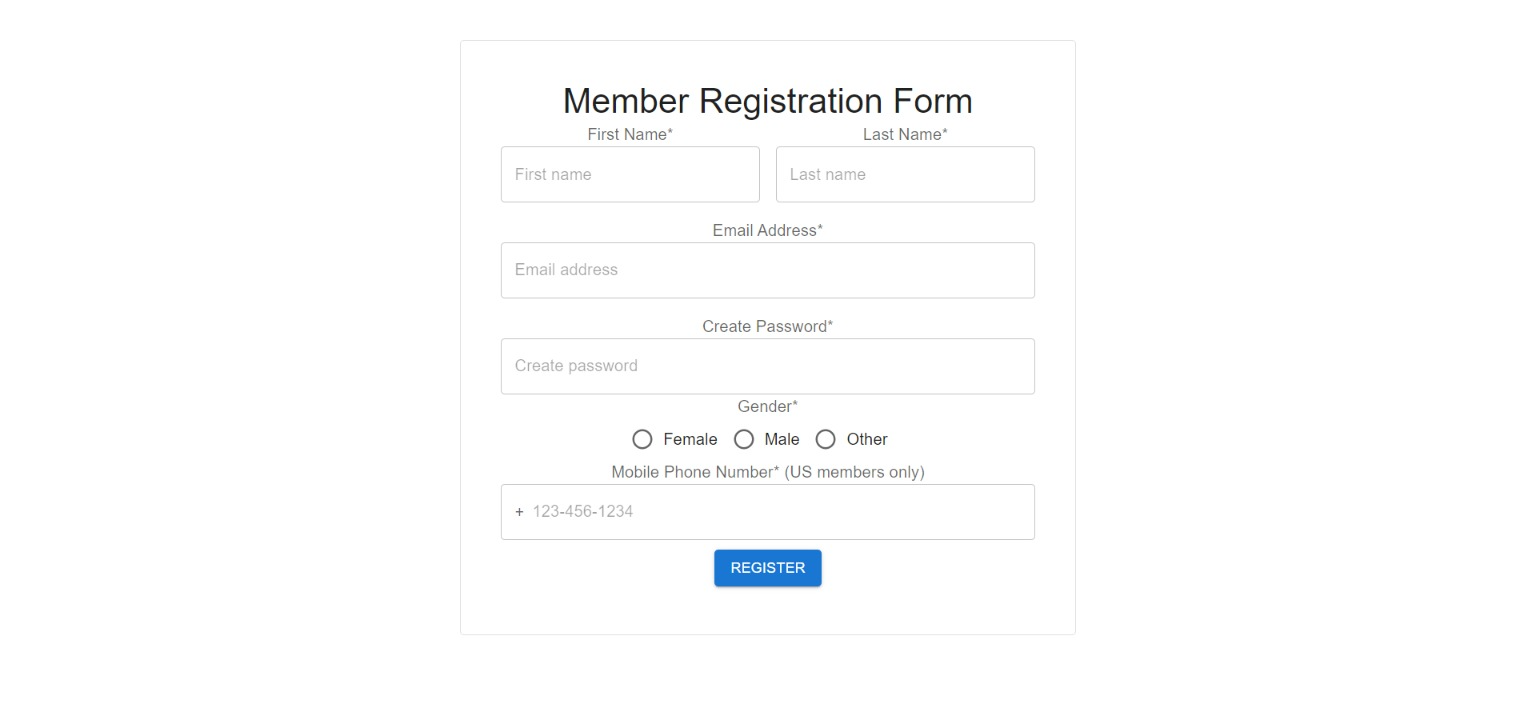 Member Registration Form
First Name* Last Name*
First name Last name
Email Address*
Email address
Create Password*
Create password
Gender*
Female Male Other
Mobile Phone Number* (US members only)
+ 123-456-1234
REGISTER